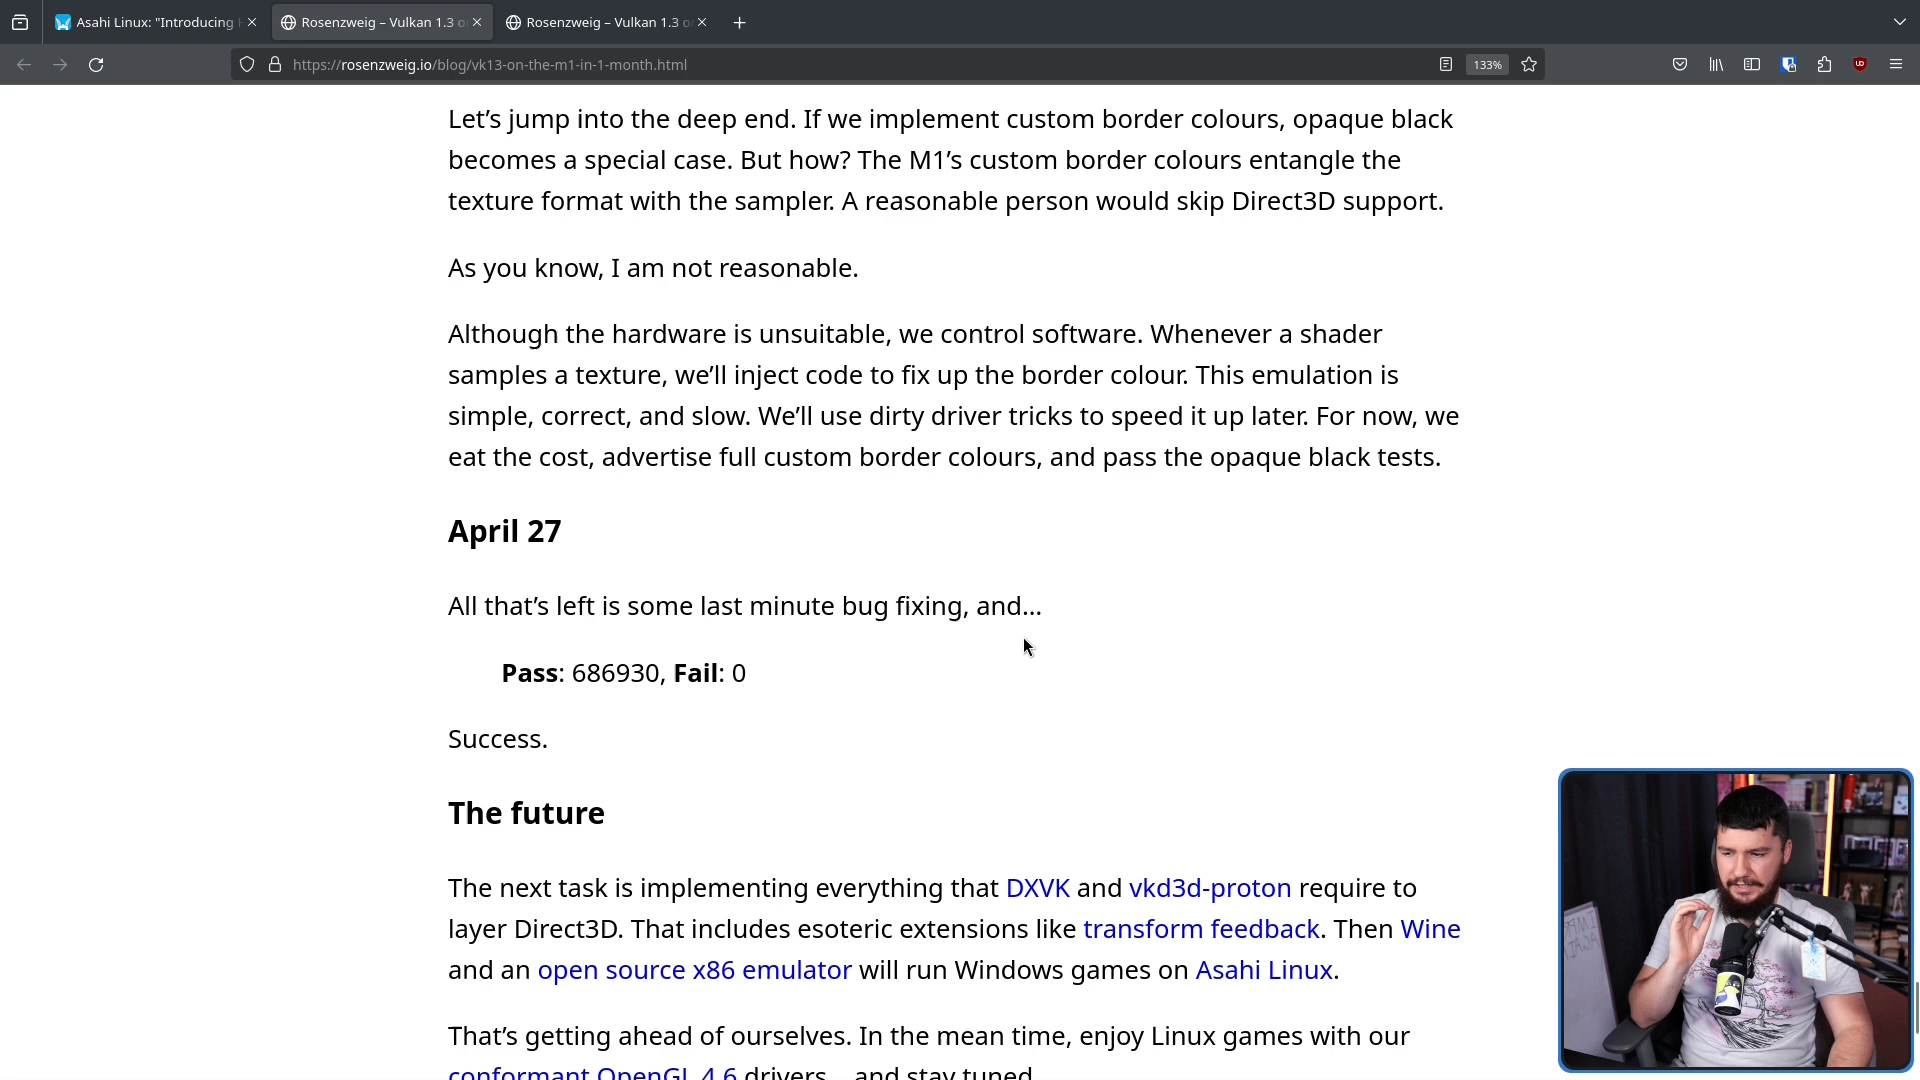 Asahi Linux: "Introducing
Rosenzweig – Vulkan 1.3 o
Rosenzweig – Vulkan 1.3 o
https://rosenzweig.io/blog/vk13-on-the-m1-in-1-month.html
133%
Let’s jump into the deep end. If we implement custom border colours, opaque black
becomes a special case. But how? The M1’s custom border colours entangle the
texture format with the sampler. A reasonable person would skip Direct3D support.
As you know, I am not reasonable.
Although the hardware is unsuitable, we control software. Whenever a shader
samples a texture, we’ll inject code to fix up the border colour. This emulation is
simple, correct, and slow. We’ll use dirty driver tricks to speed it up later. For now, we
eat the cost, advertise full custom border colours, and pass the opaque black tests.
April 27
All that’s left is some last minute bug fixing, and…
Pass: 686930, Fail: 0
Success.
The future
The next task is implementing everything that DXVK and vkd3d-proton require to
layer Direct3D. That includes esoteric extensions like transform feedback. Then Wine
and an open source x86 emulator will run Windows games on Asahi Linux.
That’s getting ahead of ourselves. In the mean time, enjoy Linux games with our
conformant OpenGL 4.6 drivers… and stay tuned.